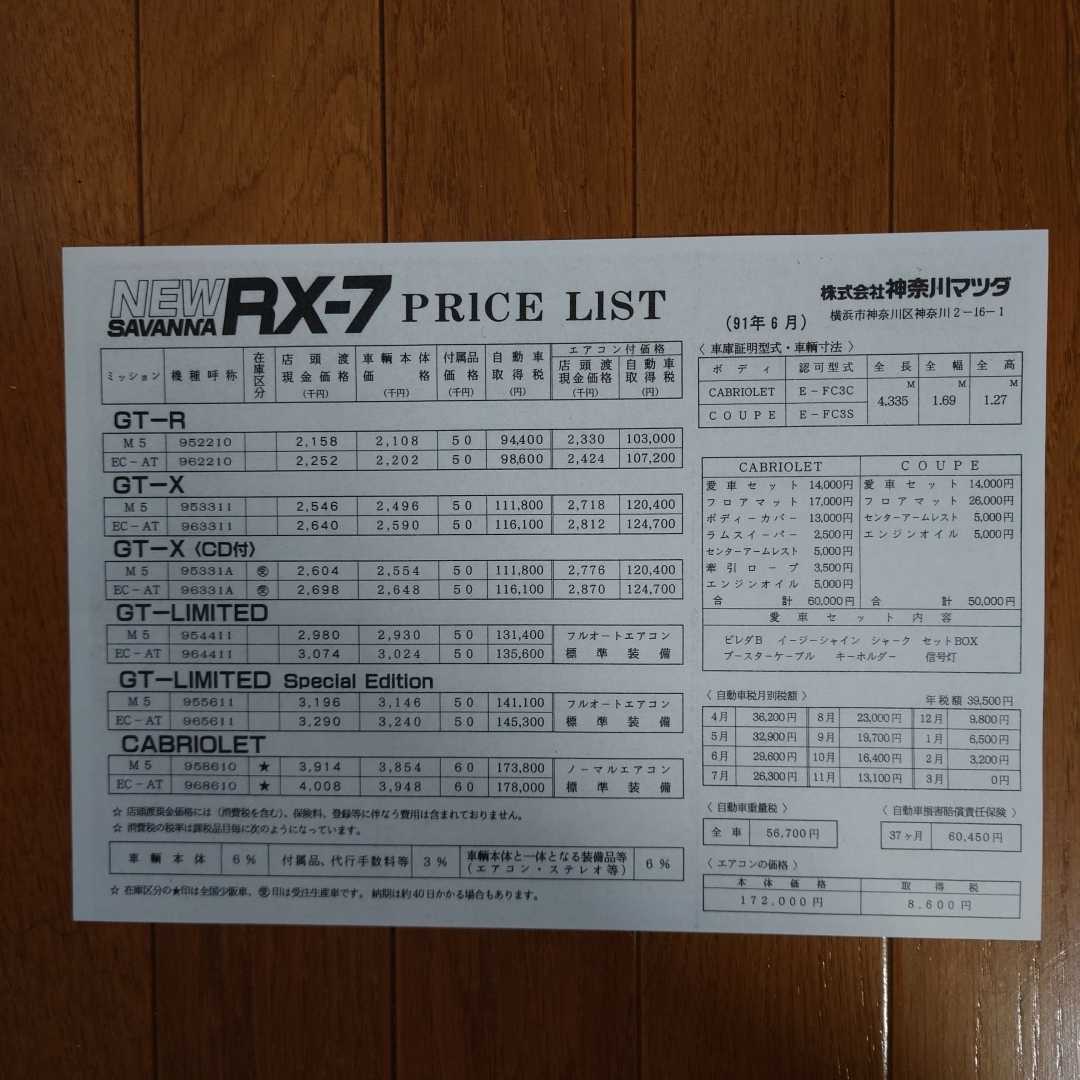 NEW SAVANNA RX-7 PRICE LIST
(91年6月)
株式会社神奈川マツダ
横浜市神奈川区神奈川2-16-1
ミッション 機種呼称 在庫区分 店頭渡現金価格(千円) 車輌本体価格(千円) 付属品価格(千円) 自動車取得税(円) エアコン付価格 店頭渡現金価格(千円) 自動車取得税(円)
GT-R
M5 952210 2,158 2,108 50 94,400 2,330 103,000
EC-AT 962210 2,252 2,202 50 98,600 2,424 107,200
GT-X
M5 953311 2,546 2,496 50 111,800 2,718 120,400
EC-AT 963311 2,640 2,590 50 116,100 2,812 124,700
GT-X〈CD付〉
M5 95331A ㊝ 2,604 2,554 50 111,800 2,776 120,400
EC-AT 96331A ㊝ 2,698 2,648 50 116,100 2,870 124,700
GT-LIMITED
M5 954411 2,980 2,930 50 131,400 フルオートエアコン
EC-AT 964411 3,074 3,024 50 135,600 標準装備
GT-LIMITED Special Edition
M5 955611 3,196 3,146 50 141,100 フルオートエアコン
EC-AT 965611 3,290 3,240 50 145,300 標準装備
CABRIOLET
M5 958610 ★ 3,914 3,854 60 173,800 ノーマルエアコン
EC-AT 968610 ★ 4,008 3,948 60 178,000 標準装備
☆ 店頭渡現金価格には(消費税を含む)、保険料、登録等に伴なう費用は含まれておりません。
☆ 消費税の税率は課税品目毎に次のようになっています。
車輌本体 6% 付属品、代行手数料等 3% 車輌本体と一体となる装備品等(エアコン・ステレオ等) 6%
☆ 在庫区分の★印は全国少販車、㊝印は受注生産車です。納期は約40日かかる場合もあります。
〈車庫証明型式・車輌寸法〉
ボディ 認可型式 全長 全幅 全高
CABRIOLET E-FC3C 4.335M 1.69M 1.27M
COUPE E-FC3S
CABRIOLET COUPE
愛車セット 14,000円 愛車セット 14,000円
フロアマット 17,000円 フロアマット 26,000円
ボディーカバー 13,000円 センターアームレスト 5,000円
ラムスイーパー 2,500円 エンジンオイル 5,000円
センターアームレスト 5,000円
牽引ロープ 3,500円
エンジンオイル 5,000円
合計 60,000円 合計 50,000円
愛車セット内容
ビレダB イージーシャイン シャーク セットBOX
ブースターケーブル キーホルダー 信号灯
〈自動車税月別税額〉 年税額 39,500円
4月 36,200円 8月 23,000円 12月 9,800円
5月 32,900円 9月 19,700円 1月 6,500円
6月 29,600円 10月 16,400円 2月 3,200円
7月 26,300円 11月 13,100円 3月 0円
〈自動車重量税〉 〈自動車損害賠償責任保険〉
全車 56,700円 37ヶ月 60,450円
〈エアコンの価格〉
本体価格 取得税
172,000円 8,600円